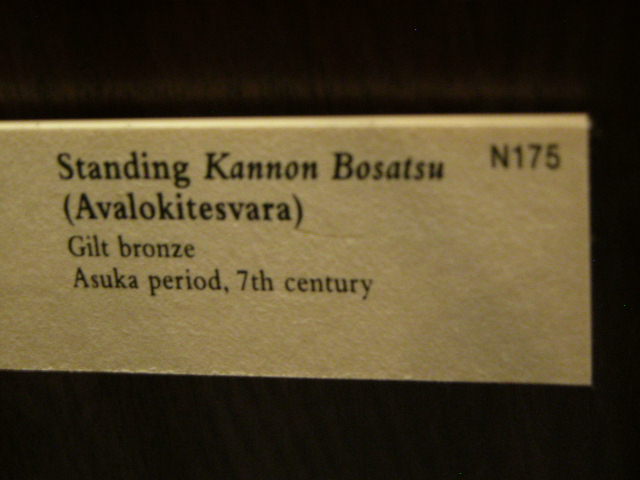 Standing Kannon Bosatsu N175
(Avalokitesvara)
Gilt bronze
Asuka period, 7th century